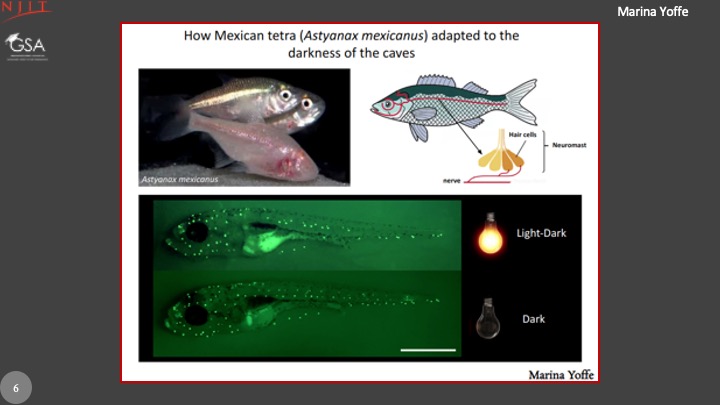 NJIT
GSA
Marina Yoffe
How Mexican tetra (Astyanax mexicanus) adapted to the
darkness of the caves
Astyanax mexicanus
Hair cells
Neuromast
nerve
Light-Dark
Dark
Marina Yoffe
6